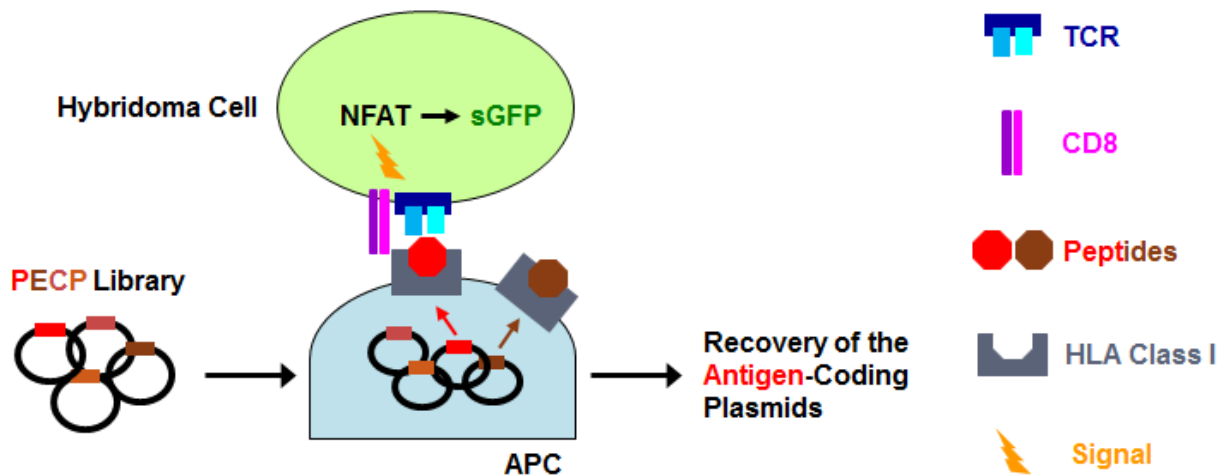 Hybridoma Cell
NFAT
sGFP
PECP Library
APC
Recovery of the
Antigen-Coding
Plasmids
TCR
CD8
Peptides
HLA Class I
Signal